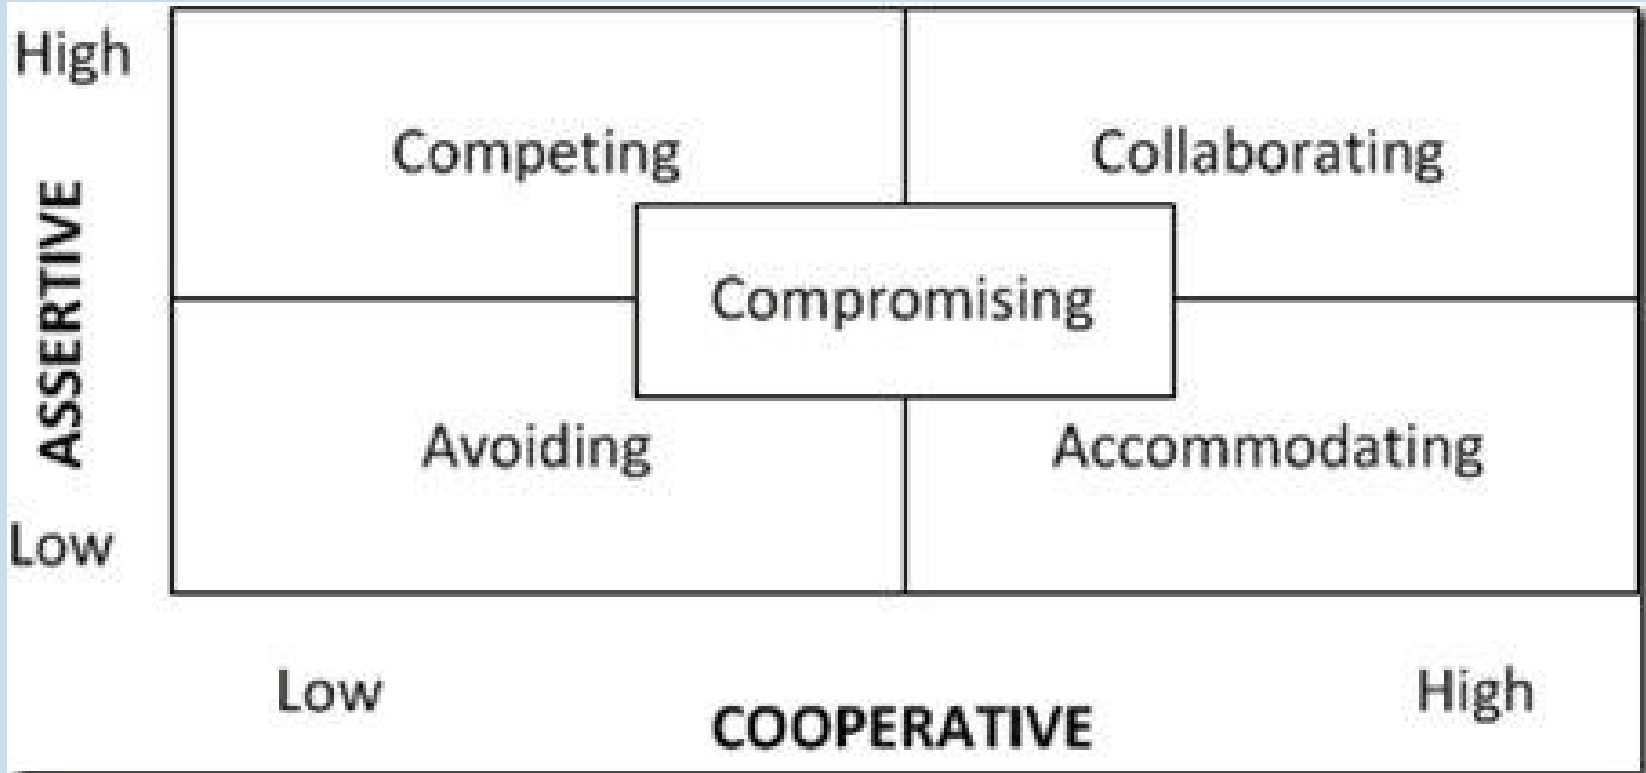 High
Competing
Collaborating
ASSERTIVE
Compromising
Avoiding
Accommodating
Low
Low
High
COOPERATIVE